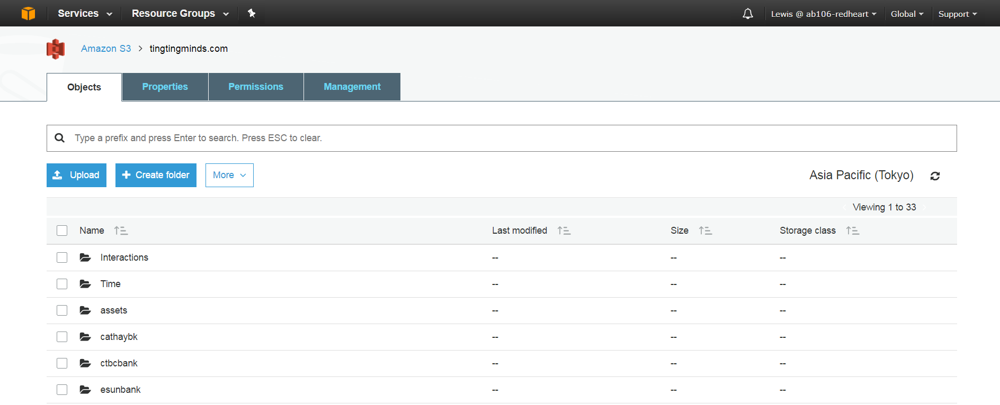 Services Resource Groups Lewis @ ab106-redheart Global Support
Amazon S3 > tingtingminds.com
Objects Properties Permissions Management
Type a prefix and press Enter to search. Press ESC to clear.
Upload Create folder More Asia Pacific (Tokyo)
Viewing 1 to 33
Name Last modified Size Storage class
Interactions -- -- --
Time -- -- --
assets -- -- --
cathaybk -- -- --
ctbcbank -- -- --
esunbank -- -- --